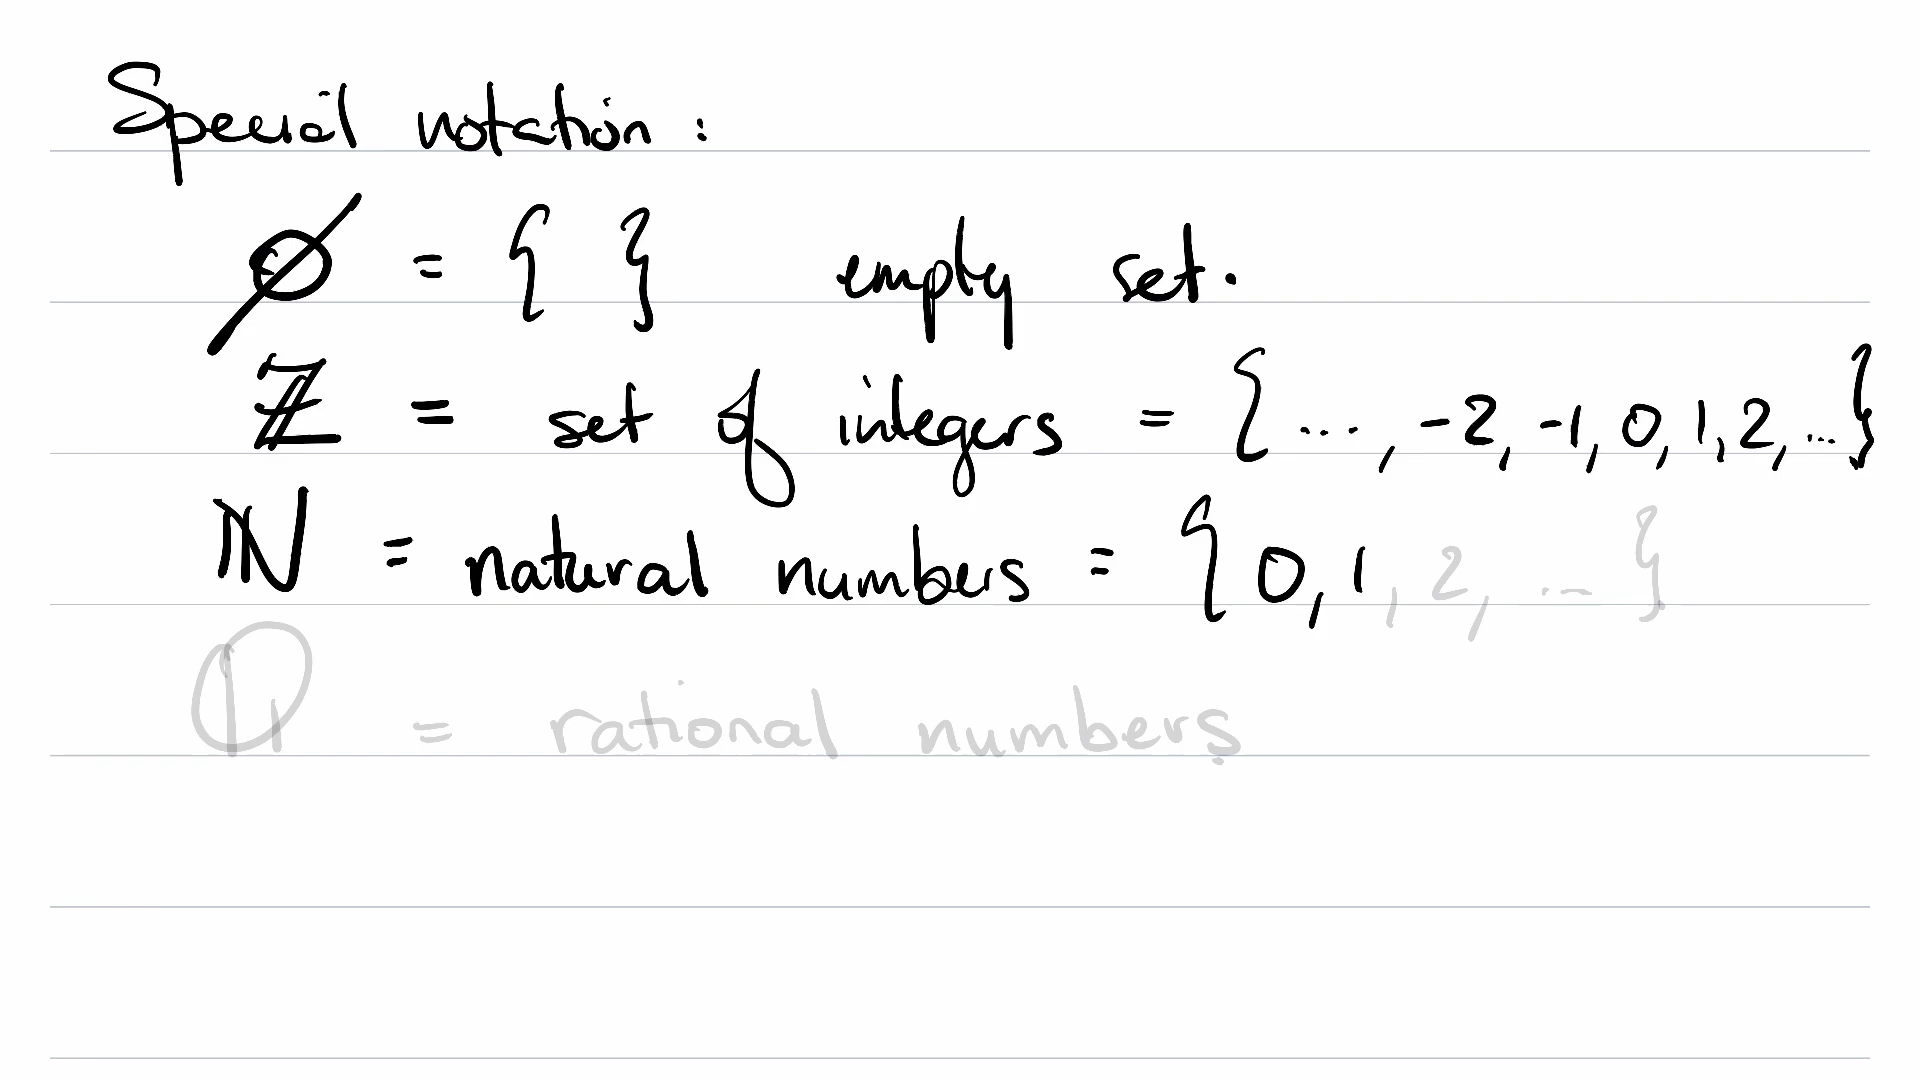 Special notation :
∅ = { } empty set.
ℤ = set of integers = { ..., -2, -1, 0, 1, 2, ... }
ℕ = natural numbers = { 0, 1, 2, ... }
ℚ = rational numbers